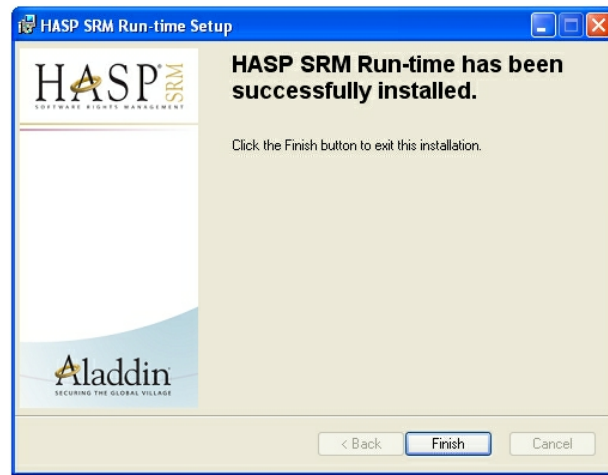 HASP SRM Run-time Setup
HASP® SRM
SOFTWARE RIGHTS MANAGEMENT
HASP SRM Run-time has been
successfully installed.
Click the Finish button to exit this installation.
Aladdin
SECURING THE GLOBAL VILLAGE
< Back
Finish
Cancel